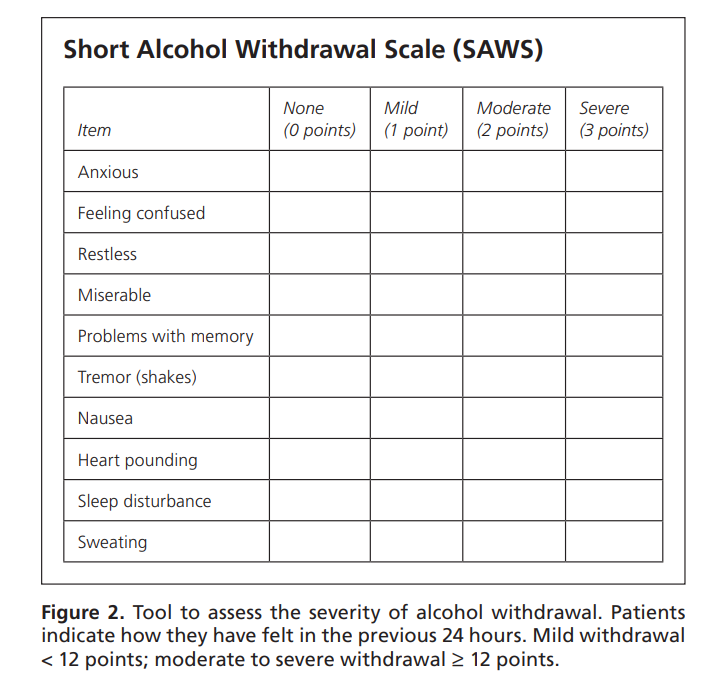 Short Alcohol Withdrawal Scale (SAWS)
Item
None
(0 points)
Mild
(1 point)
Moderate
(2 points)
Severe
(3 points)
Anxious
Feeling confused
Restless
Miserable
Problems with memory
Tremor (shakes)
Nausea
Heart pounding
Sleep disturbance
Sweating
Figure 2. Tool to assess the severity of alcohol withdrawal. Patients
indicate how they have felt in the previous 24 hours. Mild withdrawal
< 12 points; moderate to severe withdrawal ≥ 12 points.